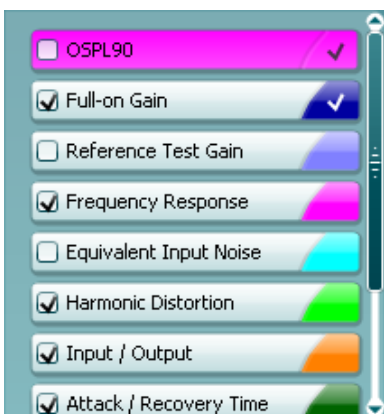 OSPL90
Full-on Gain
Reference Test Gain
Frequency Response
Equivalent Input Noise
Harmonic Distortion
Input / Output
Attack / Recovery Time